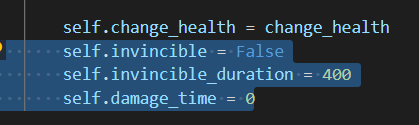 self.change_health = change_health
self.invincible = False
self.invincible_duration = 400
self.damage_time = 0